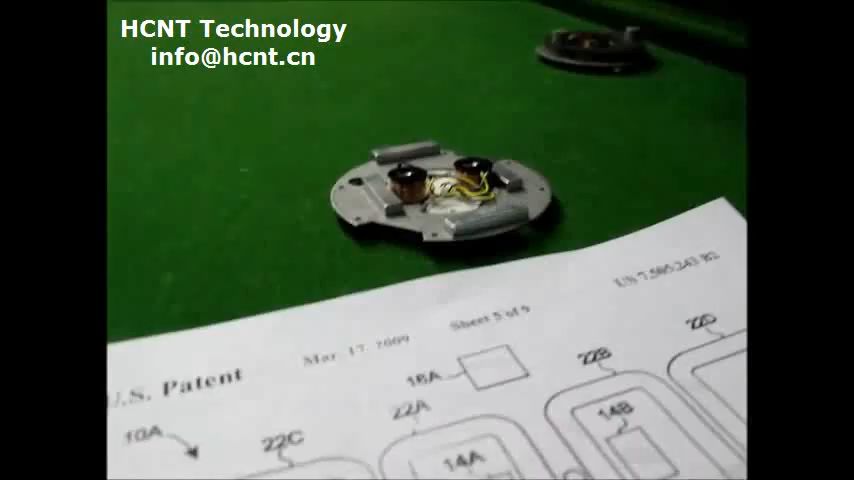 HCNT Technology
info@hcnt.cn
US 7,505,243 B2
Mar. 17, 2009 Sheet 5 of 9
U.S. Patent
10A 22C 22A 16A 22B 22D
14A 14B